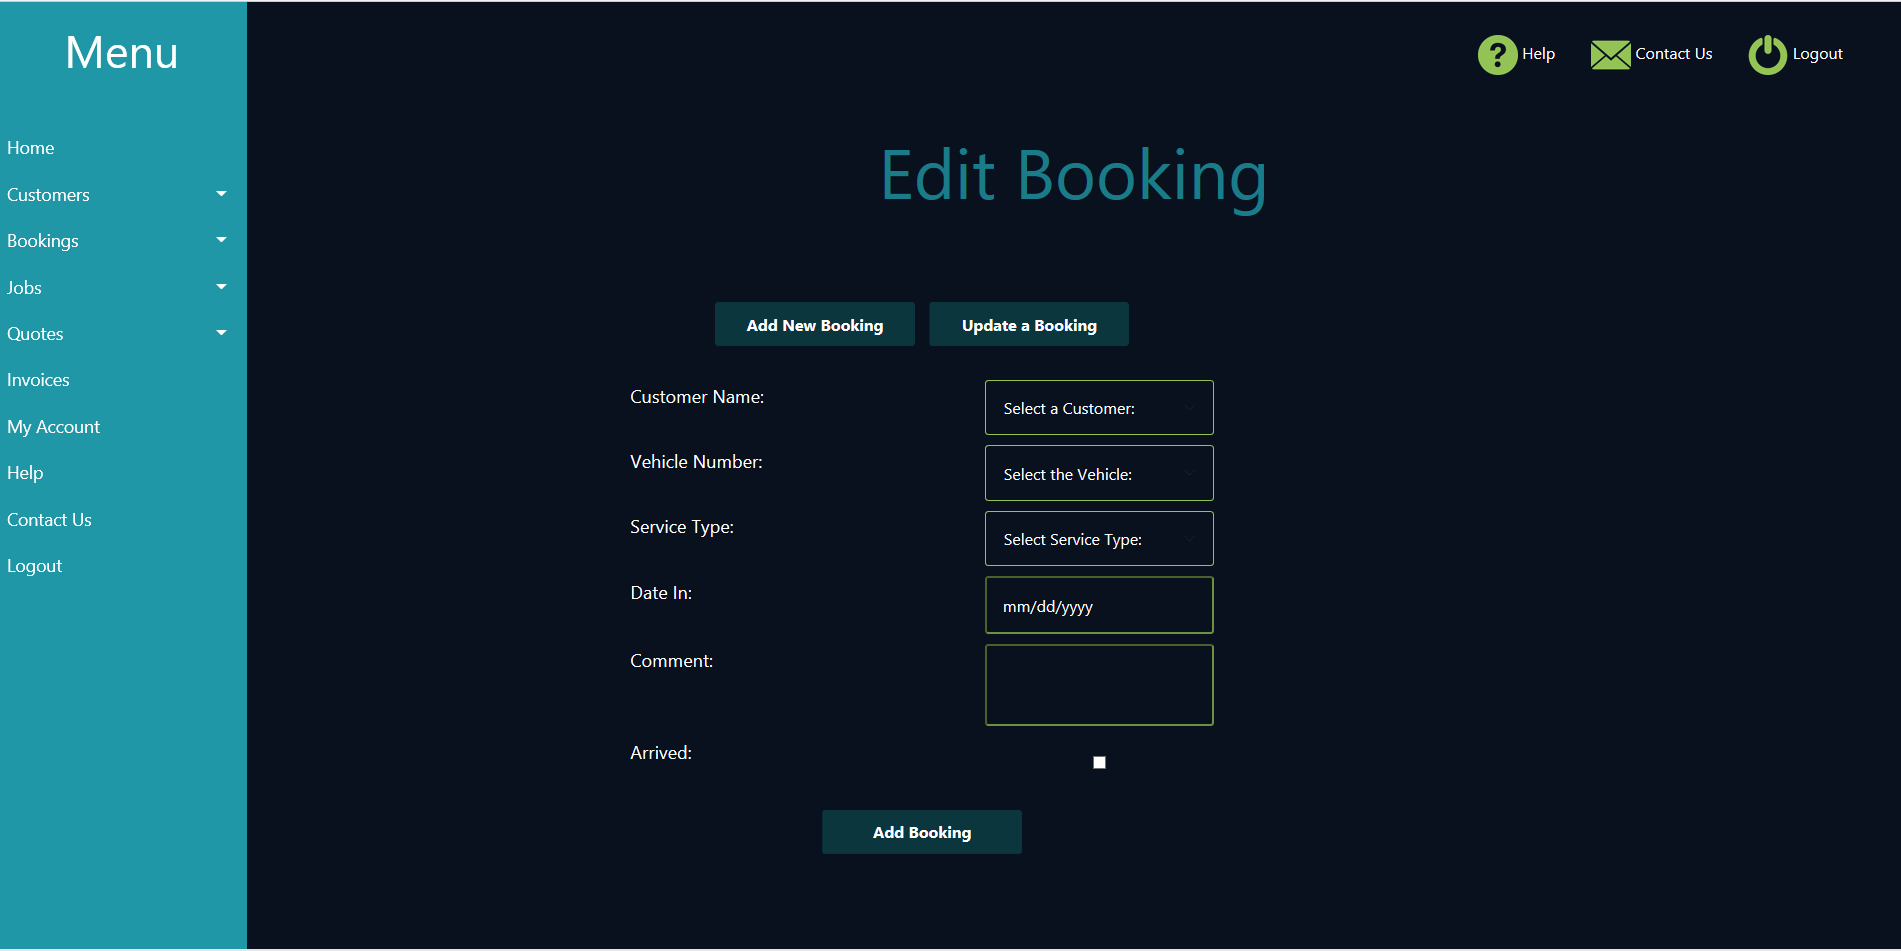 Menu
Home
Customers
Bookings
Jobs
Quotes
Invoices
My Account
Help
Contact Us
Logout
Help
Contact Us
Logout
Edit Booking
Add New Booking
Update a Booking
Customer Name:
Select a Customer:
Vehicle Number:
Select the Vehicle:
Service Type:
Select Service Type:
Date In:
mm/dd/yyyy
Comment:
Arrived:
Add Booking